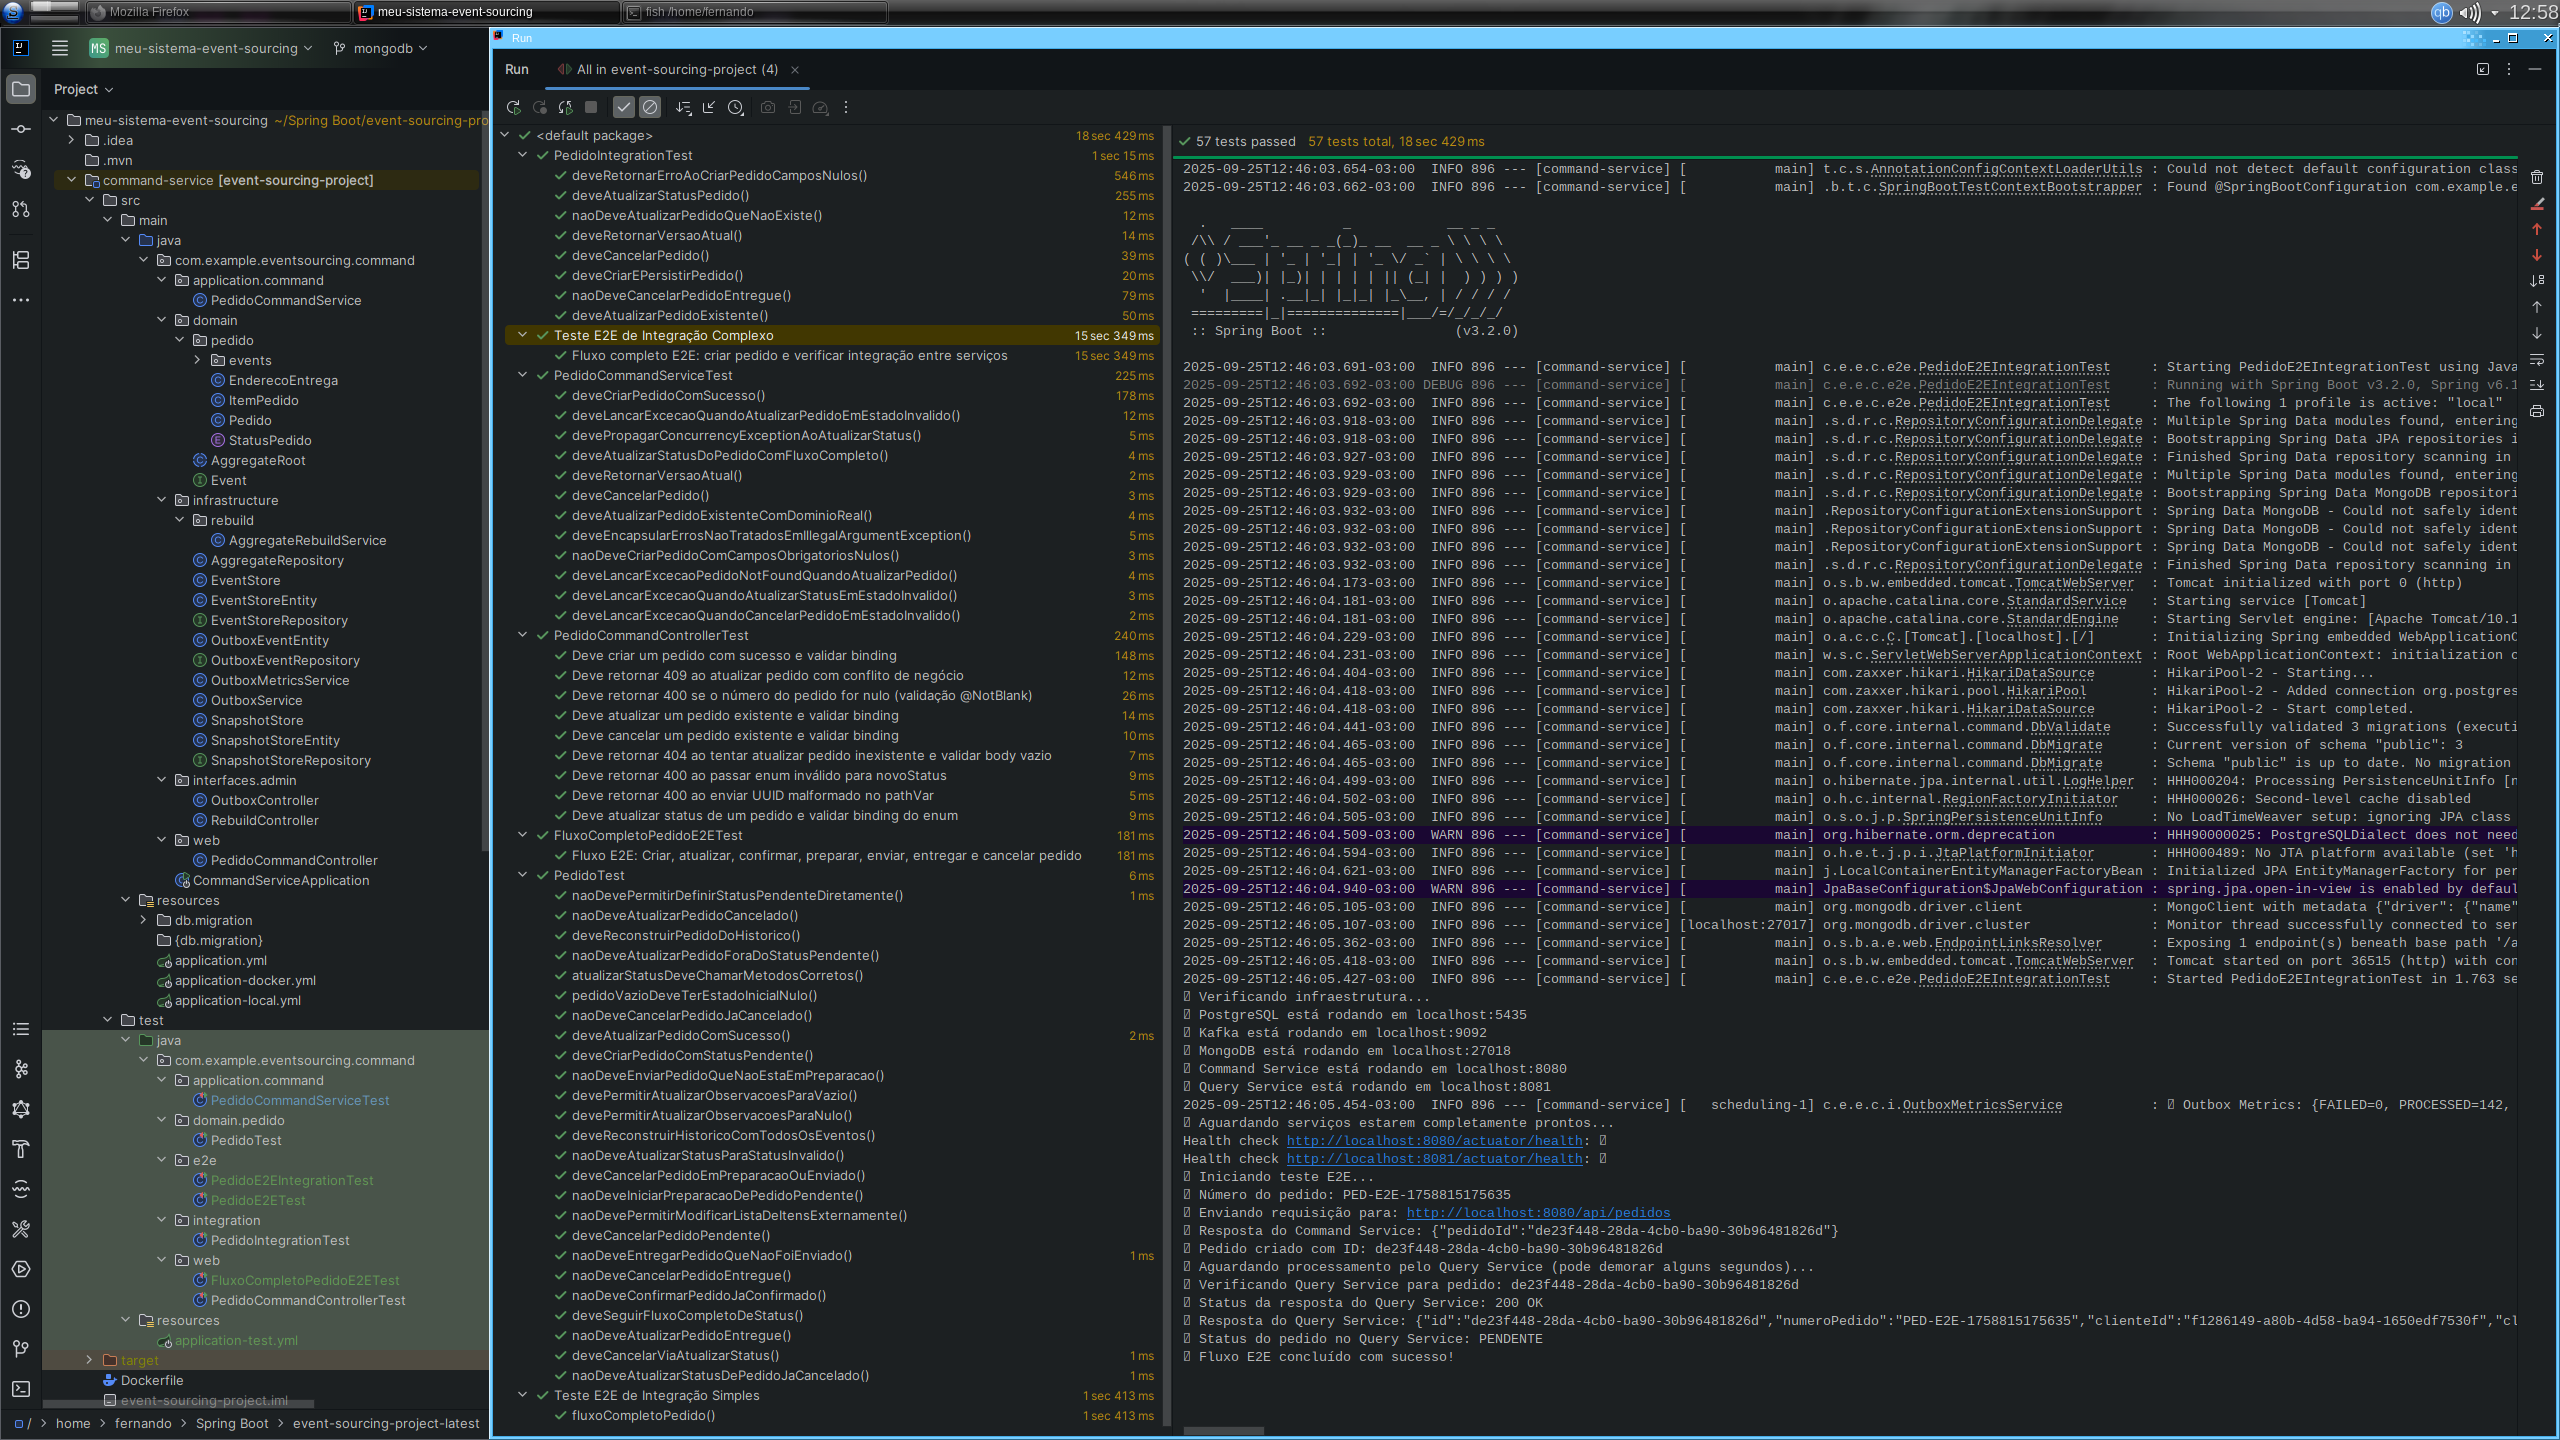 Mozilla Firefox
meu-sistema-event-sourcing
fish /home/fernando
qb
12:58
MS meu-sistema-event-sourcing
mongodb
Project
meu-sistema-event-sourcing ~/Spring Boot/event-sourcing-pro
.idea
.mvn
command-service [event-sourcing-project]
src
main
java
com.example.eventsourcing.command
application.command
PedidoCommandService
domain
pedido
events
EnderecoEntrega
ItemPedido
Pedido
StatusPedido
AggregateRoot
Event
infrastructure
rebuild
AggregateRebuildService
AggregateRepository
EventStore
EventStoreEntity
EventStoreRepository
OutboxEventEntity
OutboxEventRepository
OutboxMetricsService
OutboxService
SnapshotStore
SnapshotStoreEntity
SnapshotStoreRepository
interfaces.admin
OutboxController
RebuildController
web
PedidoCommandController
CommandServiceApplication
resources
db.migration
{db.migration}
application.yml
application-docker.yml
application-local.yml
test
java
com.example.eventsourcing.command
application.command
PedidoCommandServiceTest
domain.pedido
PedidoTest
e2e
PedidoE2EIntegrationTest
PedidoE2ETest
integration
PedidoIntegrationTest
web
FluxoCompletoPedidoE2ETest
PedidoCommandControllerTest
resources
application-test.yml
target
Dockerfile
event-sourcing-project.iml
/ > home > fernando > Spring Boot > event-sourcing-project-latest
Run
Run
All in event-sourcing-project (4)
<default package> 18 sec 429 ms
PedidoIntegrationTest 1 sec 15 ms
deveRetornarErroAoCriarPedidoCamposNulos() 546 ms
deveAtualizarStatusPedido() 255 ms
naoDeveAtualizarPedidoQueNaoExiste() 12 ms
deveRetornarVersaoAtual() 14 ms
deveCancelarPedido() 39 ms
deveCriarEPersistirPedido() 20 ms
naoDeveCancelarPedidoEntregue() 79 ms
deveAtualizarPedidoExistente() 50 ms
Teste E2E de Integração Complexo 15 sec 349 ms
Fluxo completo E2E: criar pedido e verificar integração entre serviços 15 sec 349 ms
PedidoCommandServiceTest 225 ms
deveCriarPedidoComSucesso() 178 ms
deveLancarExcecaoQuandoAtualizarPedidoEmEstadoInvalido() 12 ms
devePropagarConcurrencyExceptionAoAtualizarStatus() 5 ms
deveAtualizarStatusDoPedidoComFluxoCompleto() 4 ms
deveRetornarVersaoAtual() 2 ms
deveCancelarPedido() 3 ms
deveAtualizarPedidoExistenteComDominioReal() 4 ms
deveEncapsularErrosNaoTratadosEmIllegalArgumentException() 5 ms
naoDeveCriarPedidoComCamposObrigatoriosNulos() 3 ms
deveLancarExcecaoPedidoNotFoundQuandoAtualizarPedido() 4 ms
deveLancarExcecaoQuandoAtualizarStatusEmEstadoInvalido() 3 ms
deveLancarExcecaoQuandoCancelarPedidoEmEstadoInvalido() 2 ms
PedidoCommandControllerTest 240 ms
Deve criar um pedido com sucesso e validar binding 148 ms
Deve retornar 409 ao atualizar pedido com conflito de negócio 12 ms
Deve retornar 400 se o número do pedido for nulo (validação @NotBlank) 26 ms
Deve atualizar um pedido existente e validar binding 14 ms
Deve cancelar um pedido existente e validar binding 10 ms
Deve retornar 404 ao tentar atualizar pedido inexistente e validar body vazio 7 ms
Deve retornar 400 ao passar enum inválido para novoStatus 9 ms
Deve retornar 400 ao enviar UUID malformado no pathVar 5 ms
Deve atualizar status de um pedido e validar binding do enum 9 ms
FluxoCompletoPedidoE2ETest 181 ms
Fluxo E2E: Criar, atualizar, confirmar, preparar, enviar, entregar e cancelar pedido 181 ms
PedidoTest 6 ms
naoDevePermitirDefinirStatusPendenteDiretamente() 1 ms
naoDeveAtualizarPedidoCancelado()
deveReconstruirPedidoDoHistorico()
naoDeveAtualizarPedidoForaDoStatusPendente()
atualizarStatusDeveChamarMetodosCorretos()
pedidoVazioDeveTerEstadoInicialNulo()
naoDeveCancelarPedidoJaCancelado()
deveAtualizarPedidoComSucesso() 2 ms
deveCriarPedidoComStatusPendente()
naoDeveEnviarPedidoQueNaoEstaEmPreparacao()
devePermitirAtualizarObservacoesParaVazio()
devePermitirAtualizarObservacoesParaNulo()
deveReconstruirHistoricoComTodosOsEventos()
naoDeveAtualizarStatusParaStatusInvalido()
deveCancelarPedidoEmPreparacaoOuEnviado()
naoDeveIniciarPreparacaoDePedidoPendente()
naoDevePermitirModificarListaDeItensExternamente()
deveCancelarPedidoPendente()
naoDeveEntregarPedidoQueNaoFoiEnviado() 1 ms
naoDeveCancelarPedidoEntregue()
naoDeveConfirmarPedidoJaConfirmado()
deveSeguirFluxoCompletoDeStatus()
naoDeveAtualizarPedidoEntregue()
deveCancelarViaAtualizarStatus() 1 ms
naoDeveAtualizarStatusDePedidoJaCancelado() 1 ms
Teste E2E de Integração Simples 1 sec 413 ms
fluxoCompletoPedido() 1 sec 413 ms
57 tests passed 57 tests total, 18 sec 429 ms
2025-09-25T12:46:03.654-03:00 INFO 896 --- [command-service] [ main] t.c.s.AnnotationConfigContextLoaderUtils : Could not detect default configuration class
2025-09-25T12:46:03.662-03:00 INFO 896 --- [command-service] [ main] .b.t.c.SpringBootTestContextBootstrapper : Found @SpringBootConfiguration com.example.e
:: Spring Boot :: (v3.2.0)
2025-09-25T12:46:03.691-03:00 INFO 896 --- [command-service] [ main] c.e.e.c.e2e.PedidoE2EIntegrationTest : Starting PedidoE2EIntegrationTest using Java
2025-09-25T12:46:03.692-03:00 DEBUG 896 --- [command-service] [ main] c.e.e.c.e2e.PedidoE2EIntegrationTest : Running with Spring Boot v3.2.0, Spring v6.1
2025-09-25T12:46:03.692-03:00 INFO 896 --- [command-service] [ main] c.e.e.c.e2e.PedidoE2EIntegrationTest : The following 1 profile is active: "local"
2025-09-25T12:46:03.918-03:00 INFO 896 --- [command-service] [ main] .s.d.r.c.RepositoryConfigurationDelegate : Multiple Spring Data modules found, entering
2025-09-25T12:46:03.918-03:00 INFO 896 --- [command-service] [ main] .s.d.r.c.RepositoryConfigurationDelegate : Bootstrapping Spring Data JPA repositories i
2025-09-25T12:46:03.927-03:00 INFO 896 --- [command-service] [ main] .s.d.r.c.RepositoryConfigurationDelegate : Finished Spring Data repository scanning in
2025-09-25T12:46:03.929-03:00 INFO 896 --- [command-service] [ main] .s.d.r.c.RepositoryConfigurationDelegate : Multiple Spring Data modules found, entering
2025-09-25T12:46:03.929-03:00 INFO 896 --- [command-service] [ main] .s.d.r.c.RepositoryConfigurationDelegate : Bootstrapping Spring Data MongoDB repositori
2025-09-25T12:46:03.932-03:00 INFO 896 --- [command-service] [ main] .RepositoryConfigurationExtensionSupport : Spring Data MongoDB - Could not safely ident
2025-09-25T12:46:03.932-03:00 INFO 896 --- [command-service] [ main] .RepositoryConfigurationExtensionSupport : Spring Data MongoDB - Could not safely ident
2025-09-25T12:46:03.932-03:00 INFO 896 --- [command-service] [ main] .RepositoryConfigurationExtensionSupport : Spring Data MongoDB - Could not safely ident
2025-09-25T12:46:03.932-03:00 INFO 896 --- [command-service] [ main] .s.d.r.c.RepositoryConfigurationDelegate : Finished Spring Data repository scanning in
2025-09-25T12:46:04.173-03:00 INFO 896 --- [command-service] [ main] o.s.b.w.embedded.tomcat.TomcatWebServer : Tomcat initialized with port 0 (http)
2025-09-25T12:46:04.181-03:00 INFO 896 --- [command-service] [ main] o.apache.catalina.core.StandardService : Starting service [Tomcat]
2025-09-25T12:46:04.181-03:00 INFO 896 --- [command-service] [ main] o.apache.catalina.core.StandardEngine : Starting Servlet engine: [Apache Tomcat/10.1
2025-09-25T12:46:04.229-03:00 INFO 896 --- [command-service] [ main] o.a.c.c.C.[Tomcat].[localhost].[/] : Initializing Spring embedded WebApplicationC
2025-09-25T12:46:04.231-03:00 INFO 896 --- [command-service] [ main] w.s.c.ServletWebServerApplicationContext : Root WebApplicationContext: initialization c
2025-09-25T12:46:04.404-03:00 INFO 896 --- [command-service] [ main] com.zaxxer.hikari.HikariDataSource : HikariPool-2 - Starting...
2025-09-25T12:46:04.418-03:00 INFO 896 --- [command-service] [ main] com.zaxxer.hikari.pool.HikariPool : HikariPool-2 - Added connection org.postgres
2025-09-25T12:46:04.418-03:00 INFO 896 --- [command-service] [ main] com.zaxxer.hikari.HikariDataSource : HikariPool-2 - Start completed.
2025-09-25T12:46:04.441-03:00 INFO 896 --- [command-service] [ main] o.f.core.internal.command.DbValidate : Successfully validated 3 migrations (executi
2025-09-25T12:46:04.465-03:00 INFO 896 --- [command-service] [ main] o.f.core.internal.command.DbMigrate : Current version of schema "public": 3
2025-09-25T12:46:04.465-03:00 INFO 896 --- [command-service] [ main] o.f.core.internal.command.DbMigrate : Schema "public" is up to date. No migration
2025-09-25T12:46:04.499-03:00 INFO 896 --- [command-service] [ main] o.hibernate.jpa.internal.util.LogHelper : HHH000204: Processing PersistenceUnitInfo [n
2025-09-25T12:46:04.502-03:00 INFO 896 --- [command-service] [ main] o.h.c.internal.RegionFactoryInitiator : HHH000026: Second-level cache disabled
2025-09-25T12:46:04.505-03:00 INFO 896 --- [command-service] [ main] o.s.o.j.p.SpringPersistenceUnitInfo : No LoadTimeWeaver setup: ignoring JPA class
2025-09-25T12:46:04.509-03:00 WARN 896 --- [command-service] [ main] org.hibernate.orm.deprecation : HHH90000025: PostgreSQLDialect does not need
2025-09-25T12:46:04.594-03:00 INFO 896 --- [command-service] [ main] o.h.e.t.j.p.i.JtaPlatformInitiator : HHH000489: No JTA platform available (set 'h
2025-09-25T12:46:04.621-03:00 INFO 896 --- [command-service] [ main] j.LocalContainerEntityManagerFactoryBean : Initialized JPA EntityManagerFactory for per
2025-09-25T12:46:04.940-03:00 WARN 896 --- [command-service] [ main] JpaBaseConfiguration$JpaWebConfiguration : spring.jpa.open-in-view is enabled by defaul
2025-09-25T12:46:05.105-03:00 INFO 896 --- [command-service] [ main] org.mongodb.driver.client : MongoClient with metadata {"driver": {"name"
2025-09-25T12:46:05.107-03:00 INFO 896 --- [command-service] [localhost:27017] org.mongodb.driver.cluster : Monitor thread successfully connected to ser
2025-09-25T12:46:05.362-03:00 INFO 896 --- [command-service] [ main] o.s.b.a.e.web.EndpointLinksResolver : Exposing 1 endpoint(s) beneath base path '/a
2025-09-25T12:46:05.418-03:00 INFO 896 --- [command-service] [ main] o.s.b.w.embedded.tomcat.TomcatWebServer : Tomcat started on port 36515 (http) with con
2025-09-25T12:46:05.427-03:00 INFO 896 --- [command-service] [ main] c.e.e.c.e2e.PedidoE2EIntegrationTest : Started PedidoE2EIntegrationTest in 1.763 se
Verificando infraestrutura...
PostgreSQL está rodando em localhost:5435
Kafka está rodando em localhost:9092
MongoDB está rodando em localhost:27018
Command Service está rodando em localhost:8080
Query Service está rodando em localhost:8081
2025-09-25T12:46:05.454-03:00 INFO 896 --- [command-service] [ scheduling-1] c.e.e.c.i.OutboxMetricsService : Outbox Metrics: {FAILED=0, PROCESSED=142,
Aguardando serviços estarem completamente prontos...
Health check http://localhost:8080/actuator/health:
Health check http://localhost:8081/actuator/health:
Iniciando teste E2E...
Número do pedido: PED-E2E-1758815175635
Enviando requisição para: http://localhost:8080/api/pedidos
Resposta do Command Service: {"pedidoId":"de23f448-28da-4cb0-ba90-30b96481826d"}
Pedido criado com ID: de23f448-28da-4cb0-ba90-30b96481826d
Aguardando processamento pelo Query Service (pode demorar alguns segundos)...
Verificando Query Service para pedido: de23f448-28da-4cb0-ba90-30b96481826d
Status da resposta do Query Service: 200 OK
Resposta do Query Service: {"id":"de23f448-28da-4cb0-ba90-30b96481826d","numeroPedido":"PED-E2E-1758815175635","clienteId":"f1286149-a80b-4d58-ba94-1650edf7530f","cl
Status do pedido no Query Service: PENDENTE
Fluxo E2E concluído com sucesso!